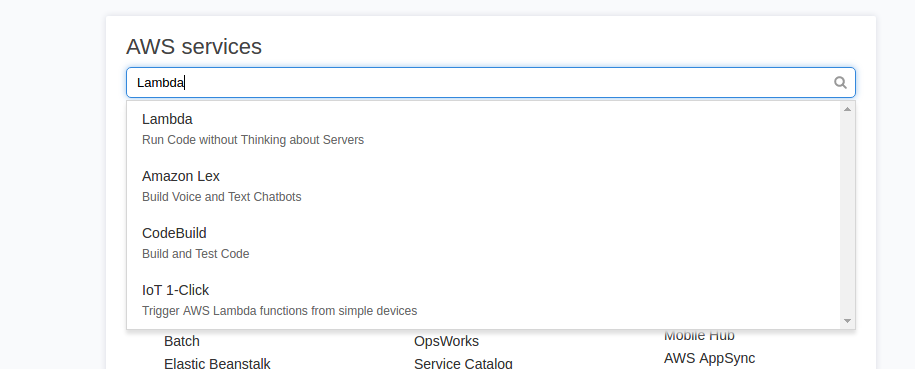 AWS services
Lambda
Lambda
Run Code without Thinking about Servers
Amazon Lex
Build Voice and Text Chatbots
CodeBuild
Build and Test Code
IoT 1-Click
Trigger AWS Lambda functions from simple devices
Batch
OpsWorks
Mobile Hub
Elastic Beanstalk
Service Catalog
AWS AppSync